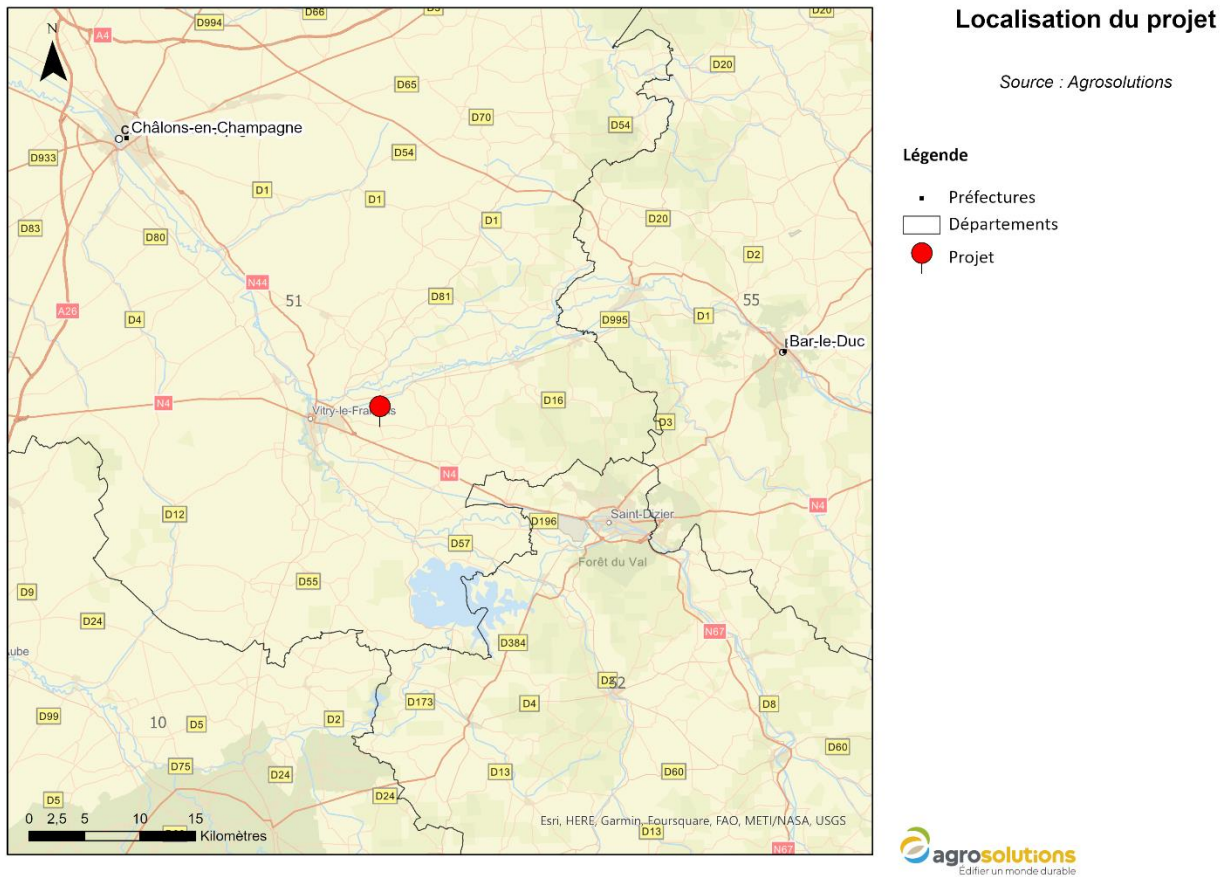 Localisation du projet
Source : Agrosolutions
Légende
Préfectures
Départements
Projet
N
D994
D66
D20
A4
D65
D20
D70
D54
Châlons-en-Champagne
D933
D54
D1
D1
D1
D20
D83
D80
D2
N44
51
D81
55
A26
D4
D995
D1
Bar-le-Duc
N4
Vitry-le-Fra
D16
D3
N4
N4
D12
D196
Saint-Dizier
D57
Forêt du Val
D9
D55
D24
N67
ube
D384
52
D99
10
D5
D2
D173
D4
D8
D75
D24
D13
D60
D60
D5
D24
0 2,5 5 10 15
Kilomètres
Esri, HERE, Garmin, Foursquare, FAO, METI/NASA, USGS
D13
N67
agrosolutions
Édifier un monde durable